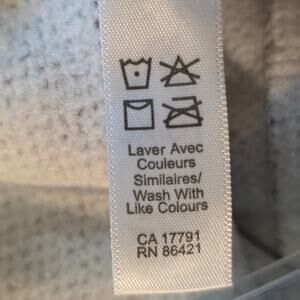 Laver Avec
Couleurs
Similaires/
Wash With
Like Colours
CA 17791
RN 86421